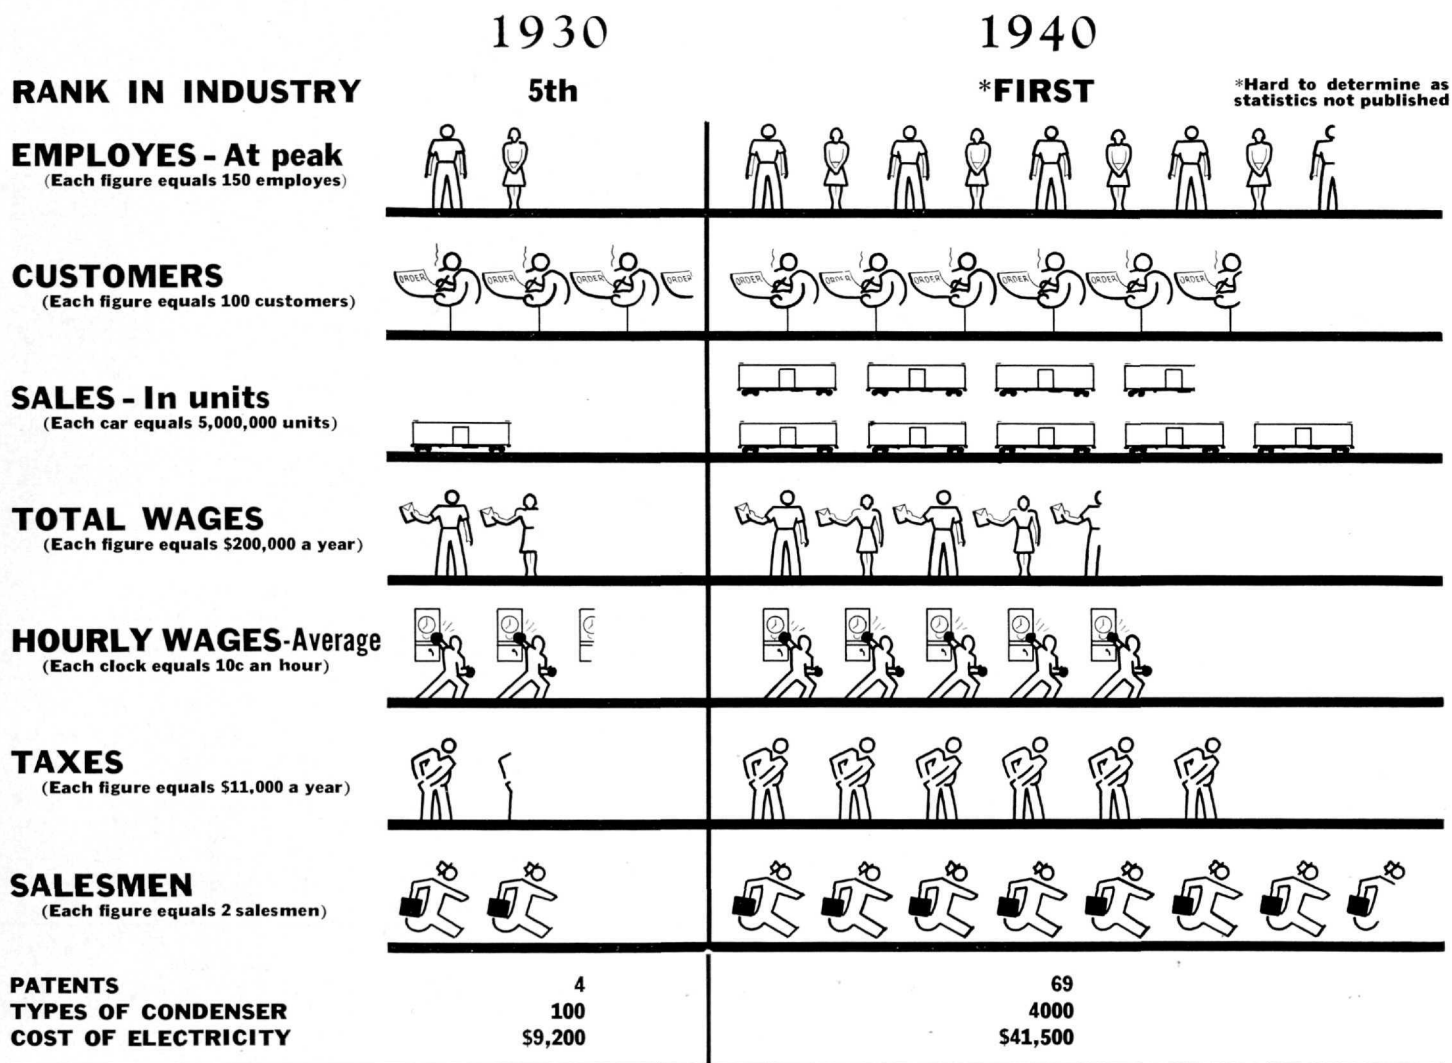 1930 1940
RANK IN INDUSTRY 5th *FIRST *Hard to determine as
statistics not published
EMPLOYES - At peak
(Each figure equals 150 employes)
CUSTOMERS
(Each figure equals 100 customers)
ORDER ORDER ORDER ORDER ORDER ORDER ORDER ORDER ORDER ORDER
SALES - In units
(Each car equals 5,000,000 units)
TOTAL WAGES
(Each figure equals $200,000 a year)
HOURLY WAGES-Average
(Each clock equals 10c an hour)
TAXES
(Each figure equals $11,000 a year)
SALESMEN
(Each figure equals 2 salesmen)
PATENTS 4 69
TYPES OF CONDENSER 100 4000
COST OF ELECTRICITY $9,200 $41,500